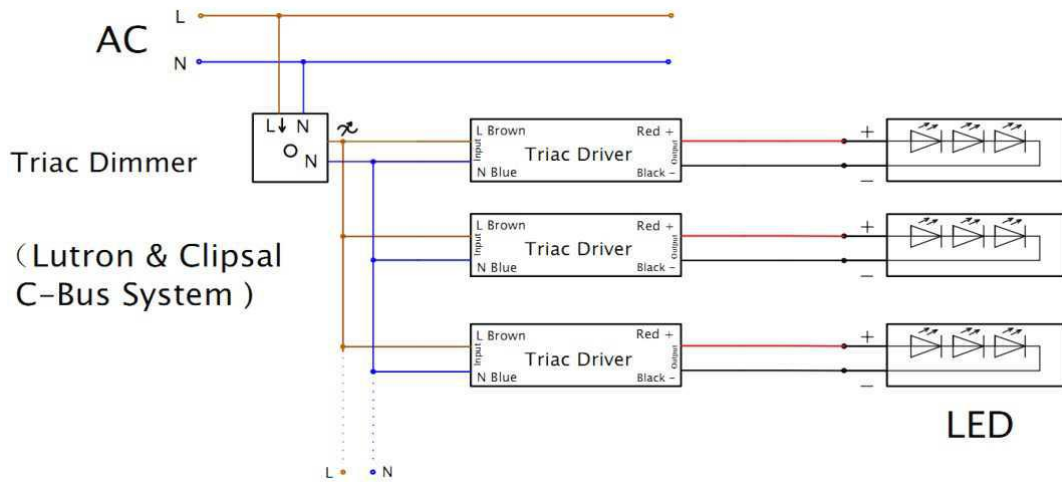 L
AC
N
L↓ N
N
Triac Dimmer
（Lutron & Clipsal
C-Bus System )
L Brown
Input
N Blue
Triac Driver
Red +
Output
Black -
+
−
L Brown
Input
N Blue
Triac Driver
Red +
Output
Black -
+
−
L Brown
Input
N Blue
Triac Driver
Red +
Output
Black -
+
−
LED
L
N